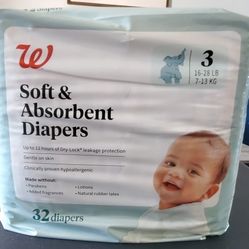 W
3
16-28 LB
7-13 KG
Soft &
Absorbent
Diapers
Up to 12 hours of Dry-Lock® leakage protection
Gentle on skin
Clinically proven hypoallergenic
Made without:
• Parabens • Lotions
• Added fragrances • Natural rubber latex
32 diapers